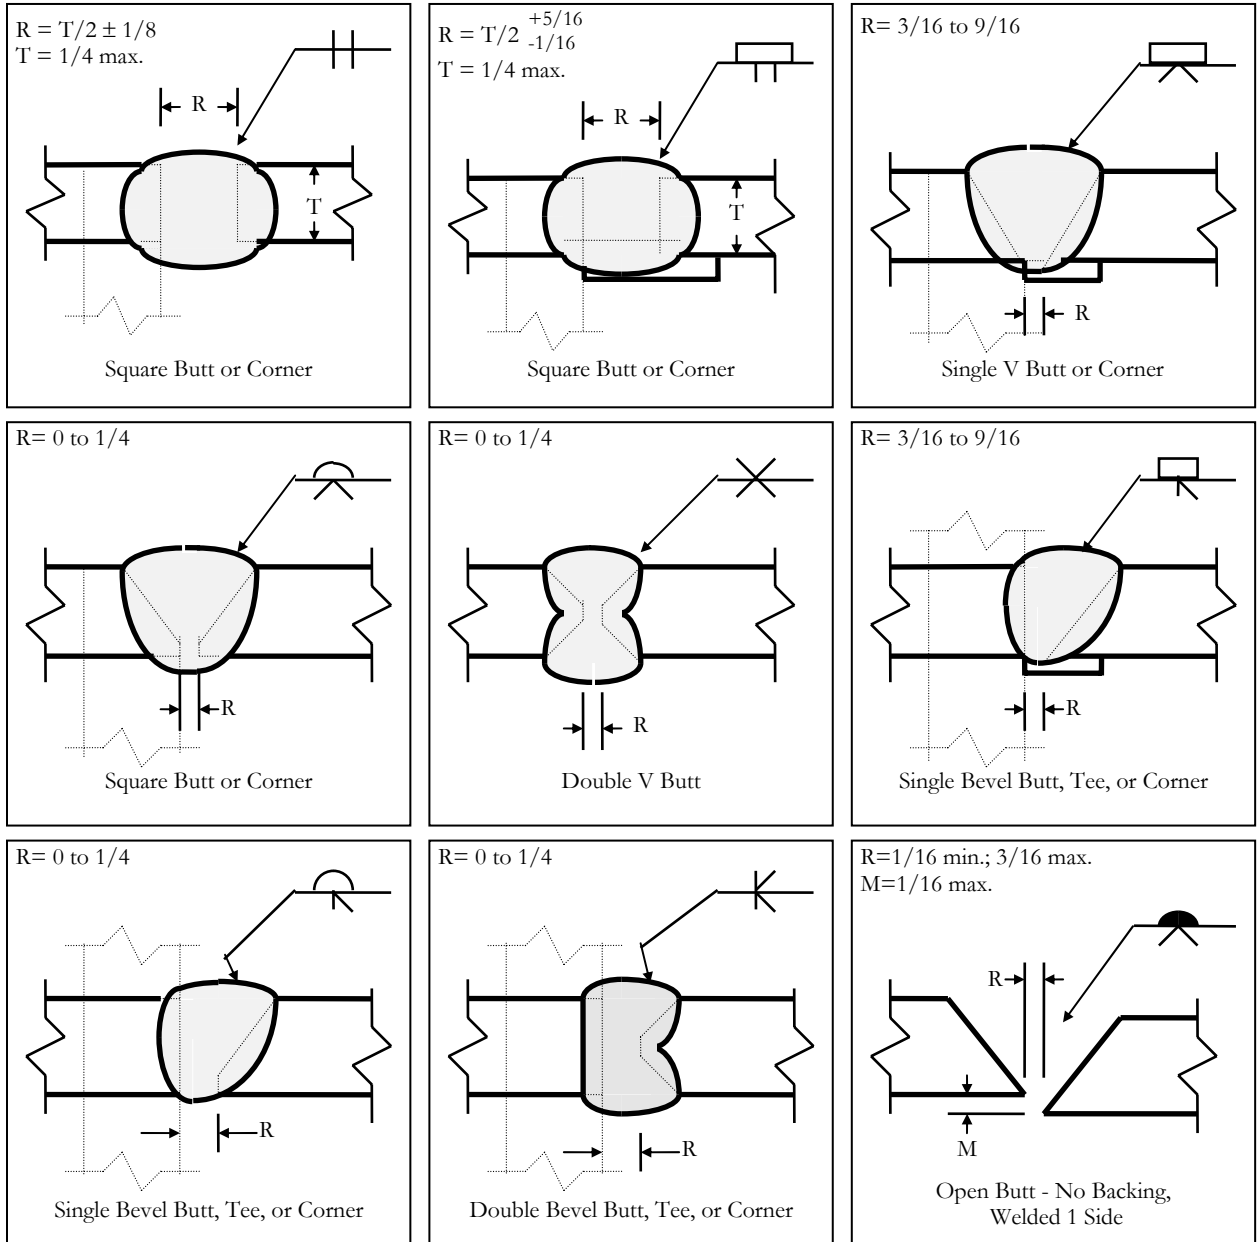 R = T/2 ± 1/8
T = 1/4 max.
R
T
Square Butt or Corner
R = T/2 +5/16 -1/16
T = 1/4 max.
R
T
Square Butt or Corner
R= 3/16 to 9/16
R
Single V Butt or Corner
R= 0 to 1/4
R
Square Butt or Corner
R= 0 to 1/4
R
Double V Butt
R= 3/16 to 9/16
R
Single Bevel Butt, Tee, or Corner
R= 0 to 1/4
R
Single Bevel Butt, Tee, or Corner
R= 0 to 1/4
R
Double Bevel Butt, Tee, or Corner
R=1/16 min.; 3/16 max.
M=1/16 max.
R
M
Open Butt - No Backing,
Welded 1 Side